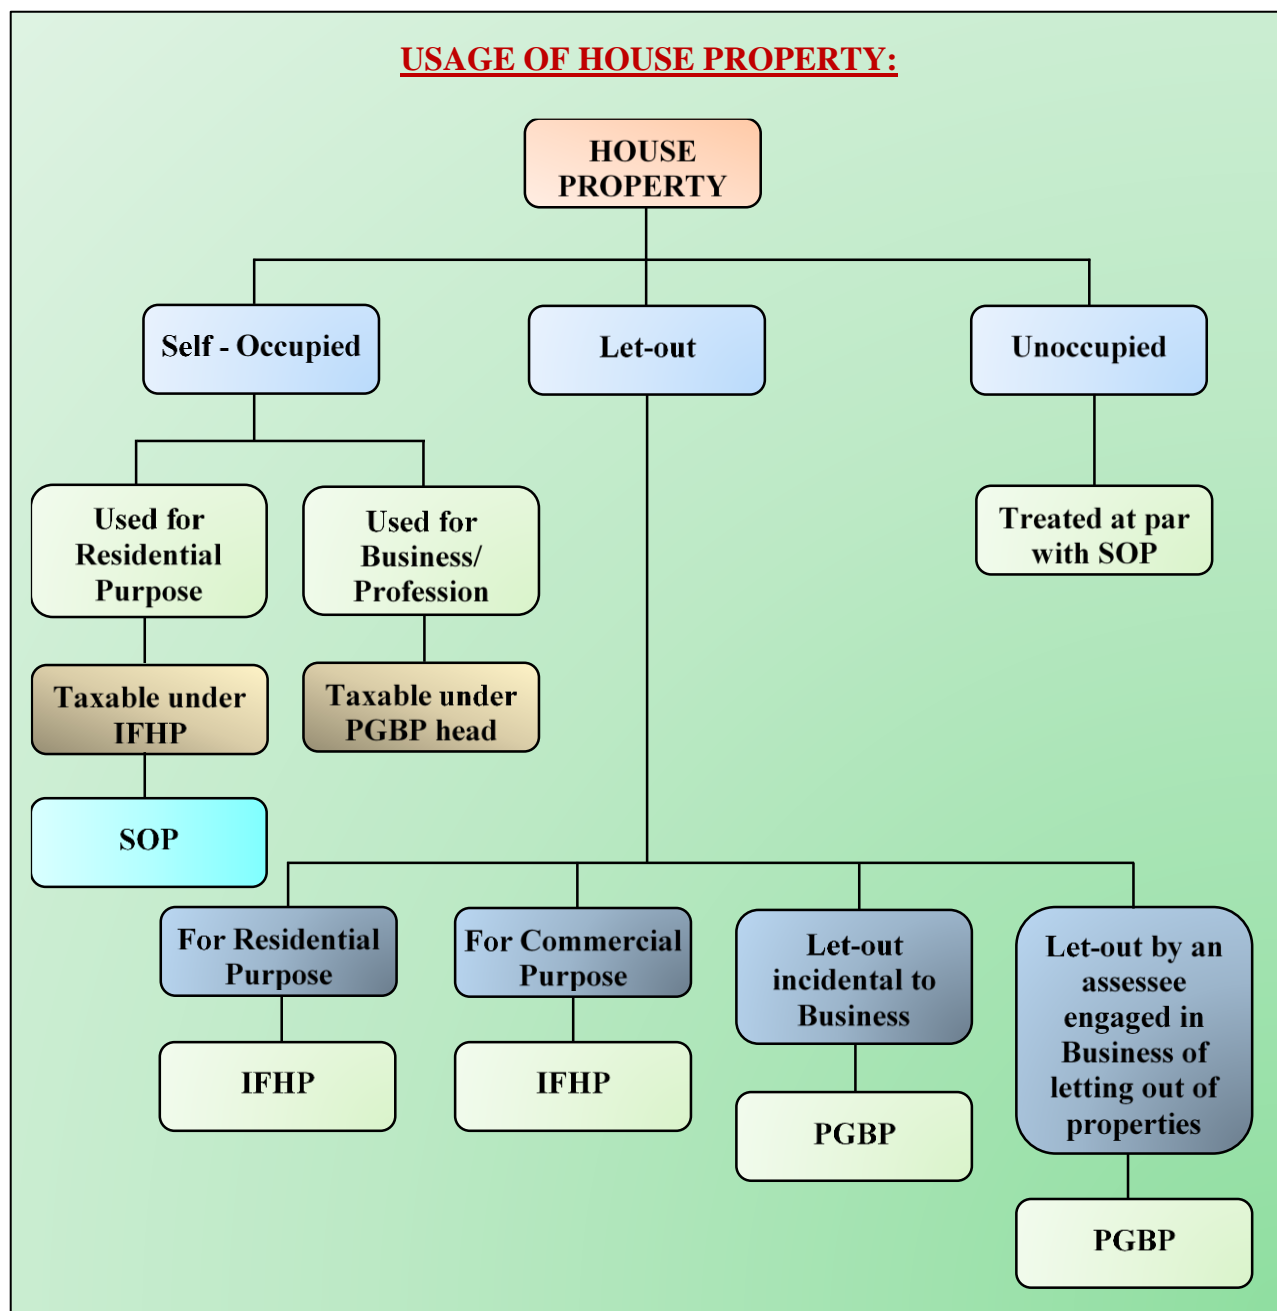 USAGE OF HOUSE PROPERTY:
HOUSE
PROPERTY
Self - Occupied
Let-out
Unoccupied
Used for
Residential
Purpose
Used for
Business/
Profession
Treated at par
with SOP
Taxable under
IFHP
Taxable under
PGBP head
SOP
For Residential
Purpose
For Commercial
Purpose
Let-out
incidental to
Business
Let-out by an
assessee
engaged in
Business of
letting out of
properties
IFHP
IFHP
PGBP
PGBP